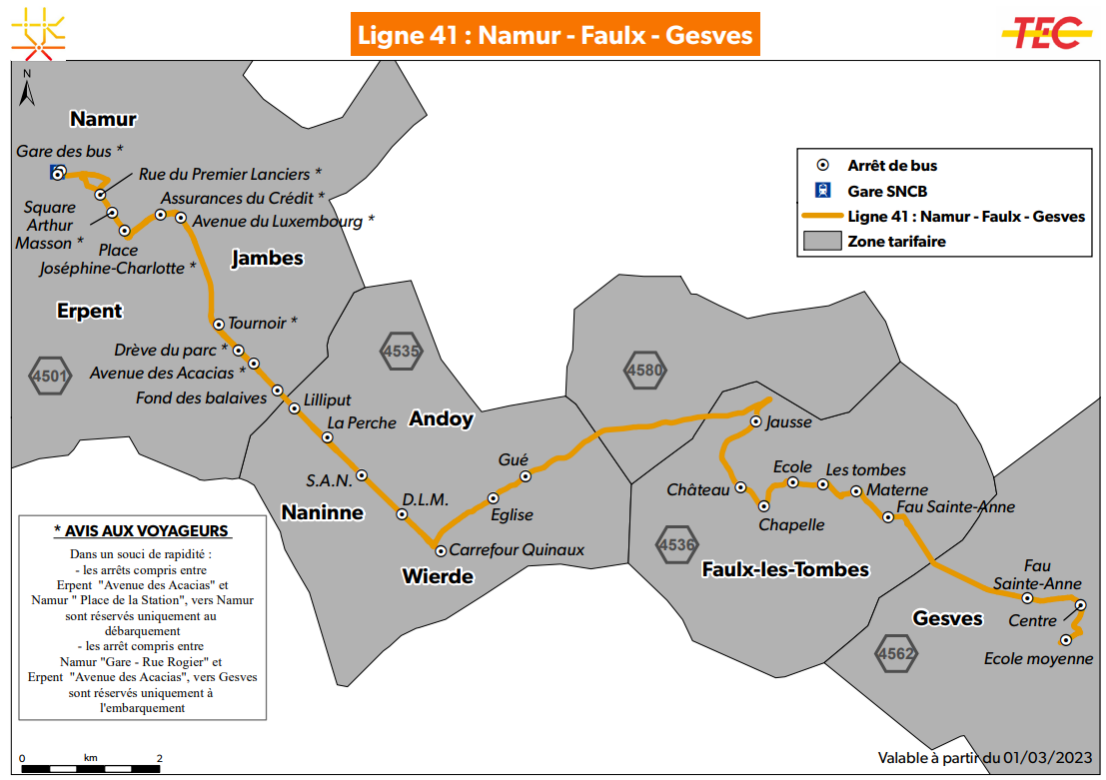 Ligne 41 : Namur - Faulx - Gesves
TEC
N
Namur
Gare des bus *
Rue du Premier Lanciers *
Assurances du Crédit *
Square
Arthur
Masson *
Avenue du Luxembourg *
Place
Joséphine-Charlotte *
Jambes
Erpent
Tournoir *
Drève du parc *
Avenue des Acacias *
4501
Fond des balaives
Lilliput
4535
La Perche
Andoy
4580
S.A.N.
Gué
Naninne
D.L.M.
Eglise
Carrefour Quinaux
Wierde
Jausse
Château
Ecole
Les tombes
Materne
Chapelle
Fau Sainte-Anne
4536
Faulx-les-Tombes
Fau
Sainte-Anne
Gesves
Centre
4562
Ecole moyenne
Arrêt de bus
Gare SNCB
Ligne 41 : Namur - Faulx - Gesves
Zone tarifaire
* AVIS AUX VOYAGEURS
Dans un souci de rapidité :
- les arrêts compris entre
Erpent "Avenue des Acacias" et
Namur " Place de la Station", vers Namur
sont réservés uniquement au
débarquement
- les arrêt compris entre
Namur "Gare - Rue Rogier" et
Erpent "Avenue des Acacias", vers Gesves
sont réservés uniquement à
l'embarquement
0 km 2
Valable à partir du 01/03/2023